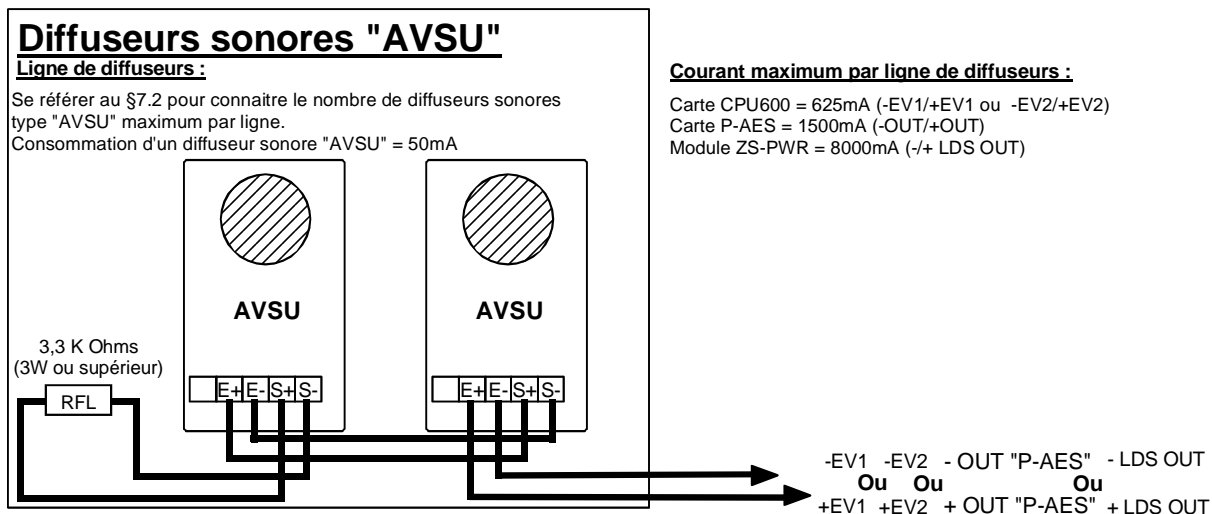 Diffuseurs sonores "AVSU"
Ligne de diffuseurs :
Se référer au §7.2 pour connaitre le nombre de diffuseurs sonores
type "AVSU" maximum par ligne.
Consommation d'un diffuseur sonore "AVSU" = 50mA
Courant maximum par ligne de diffuseurs :
Carte CPU600 = 625mA (-EV1/+EV1 ou -EV2/+EV2)
Carte P-AES = 1500mA (-OUT/+OUT)
Module ZS-PWR = 8000mA (-/+ LDS OUT)
AVSU
AVSU
3,3 K Ohms
(3W ou supérieur)
RFL
E+ E- S+ S-
E+ E- S+ S-
-EV1 -EV2 - OUT "P-AES" - LDS OUT
Ou Ou Ou
+EV1 +EV2 + OUT "P-AES" + LDS OUT